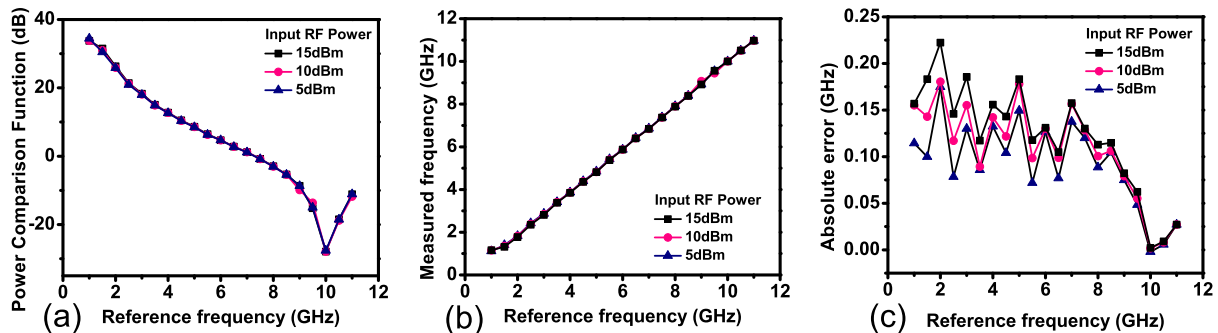 Power Comparison Function (dB)
40
20
0
-20
Input RF Power
15dBm
10dBm
5dBm
0 2 4 6 8 10 12
(a) Reference frequency (GHz)
Measured frequency (GHz)
12
10
8
6
4
2
0
Input RF Power
15dBm
10dBm
5dBm
0 2 4 6 8 10 12
(b) Reference frequency (GHz)
Absolute error (GHz)
0.25
0.20
0.15
0.10
0.05
0.00
Input RF Power
15dBm
10dBm
5dBm
0 2 4 6 8 10 12
(c) Reference frequency (GHz)